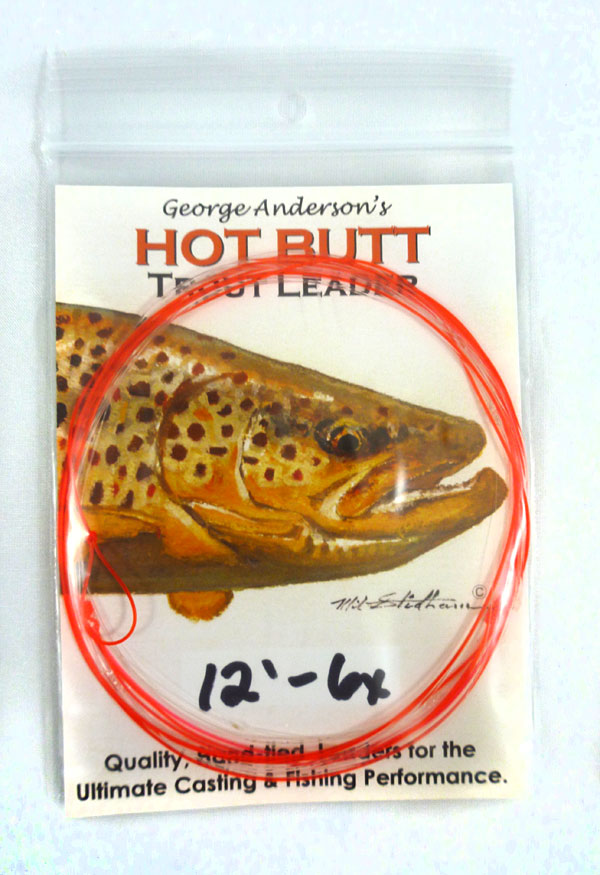 George Anderson's
HOT BUTT
TROUT LEADER
©
12'-6x
Quality, Hand-tied, Leaders for the
Ultimate Casting & Fishing Performance.